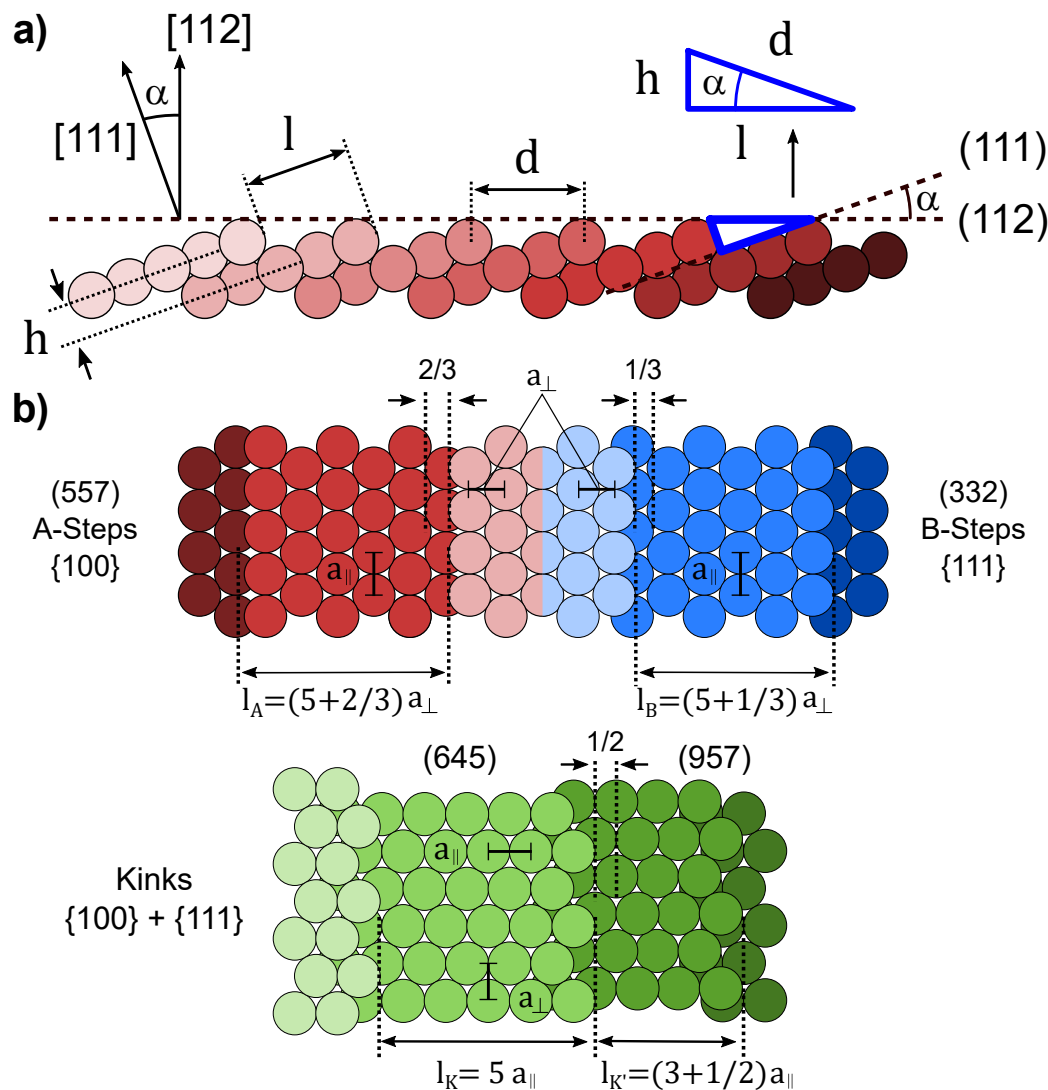 a)
[112]
α
[111]
l
d
h
d
h
α
l
(111)
α
(112)
b)
2/3
a⊥
1/3
(557)
A-Steps
{100}
a∥
a∥
(332)
B-Steps
{111}
l_A=(5+2/3) a⊥
l_B=(5+1/3) a⊥
(645)
1/2
(957)
a∥
Kinks
{100} + {111}
a⊥
l_K= 5 a∥
l_K'=(3+1/2) a∥